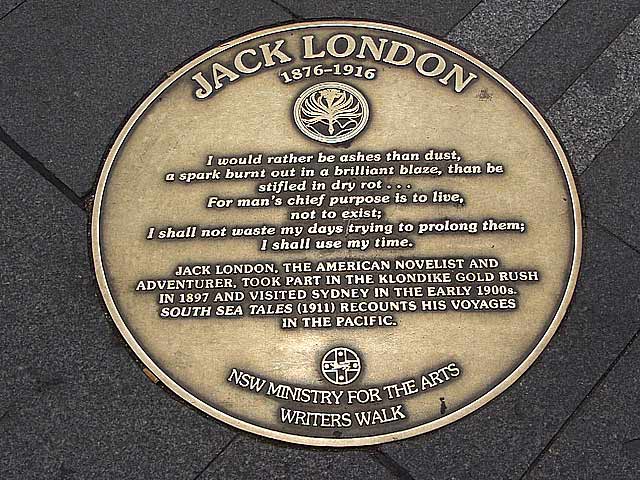 JACK LONDON
1876-1916
I would rather be ashes than dust,
a spark burnt out in a brilliant blaze, than be
stifled in dry rot . . .
For man's chief purpose is to live,
not to exist;
I shall not waste my days trying to prolong them;
I shall use my time.
JACK LONDON, THE AMERICAN NOVELIST AND
ADVENTURER, TOOK PART IN THE KLONDIKE GOLD RUSH
IN 1897 AND VISITED SYDNEY IN THE EARLY 1900s.
SOUTH SEA TALES (1911) RECOUNTS HIS VOYAGES
IN THE PACIFIC.
NSW MINISTRY FOR THE ARTS
WRITERS WALK